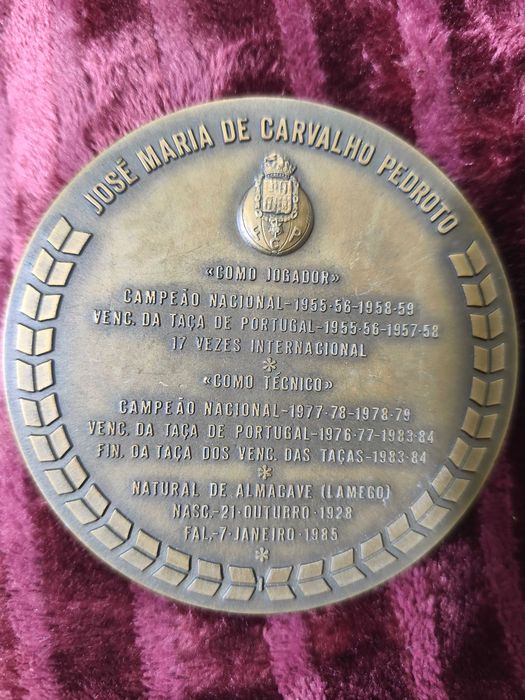 JOSÉ MARIA DE CARVALHO PEDROTO
F C P
«COMO JOGADOR»
CAMPEÃO NACIONAL-1955·56-1958·59
VENC. DA TAÇA DE PORTUGAL-1955·56-1957·58
17 VEZES INTERNACIONAL
*
«COMO TÉCNICO»
CAMPEÃO NACIONAL-1977·78-1978·79
VENC. DA TAÇA DE PORTUGAL-1976·77-1983·84
FIN. DA TAÇA DOS VENC. DAS TAÇAS-1983·84
*
NATURAL DE ALMACAVE (LAMEGO)
NASC.-21·OUTUBRO·1928
FAL.-7·JANEIRO·1985
*